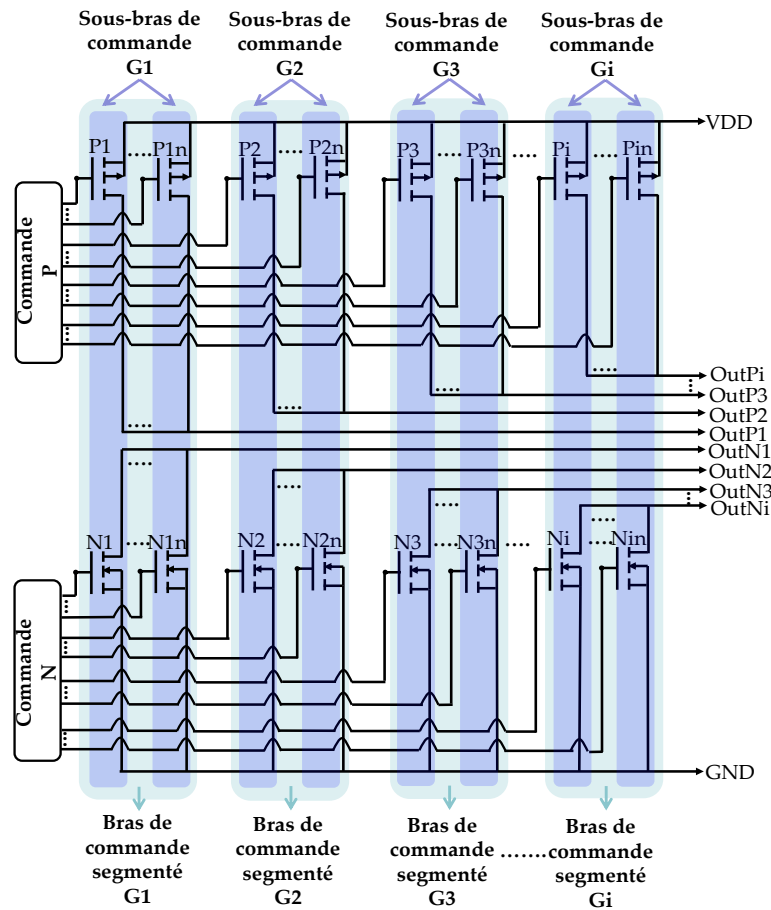 Sous-bras de
commande
G1
Sous-bras de
commande
G2
Sous-bras de
commande
G3
Sous-bras de
commande
Gi
VDD
P1 ..... P1n
P2 ..... P2n
P3 ..... P3n .....
Pi ..... Pin
Commande
P
OutPi
OutP3
OutP2
OutP1
OutN1
OutN2
OutN3
OutNi
N1 ..... N1n
N2 ..... N2n
N3 ..... N3n .....
Ni ..... Nin
Commande
N
GND
Bras de
commande
segmenté
G1
Bras de
commande
segmenté
G2
Bras de
commande
segmenté
G3
.......
Bras de
commande
segmenté
Gi